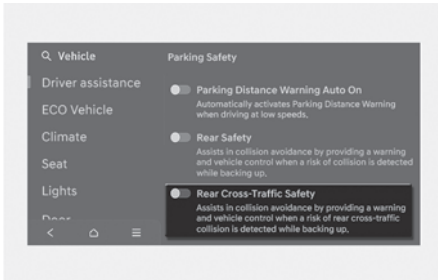 Vehicle
Parking Safety
Driver assistance
ECO Vehicle
Climate
Seat
Lights
Door
Parking Distance Warning Auto On
Automatically activates Parking Distance Warning
when driving at low speeds.
Rear Safety
Assists in collision avoidance by providing a warning
and vehicle control when a risk of collision is detected
while backing up.
Rear Cross-Traffic Safety
Assists in collision avoidance by providing a warning
and vehicle control when a risk of rear cross-traffic
collision is detected while backing up.